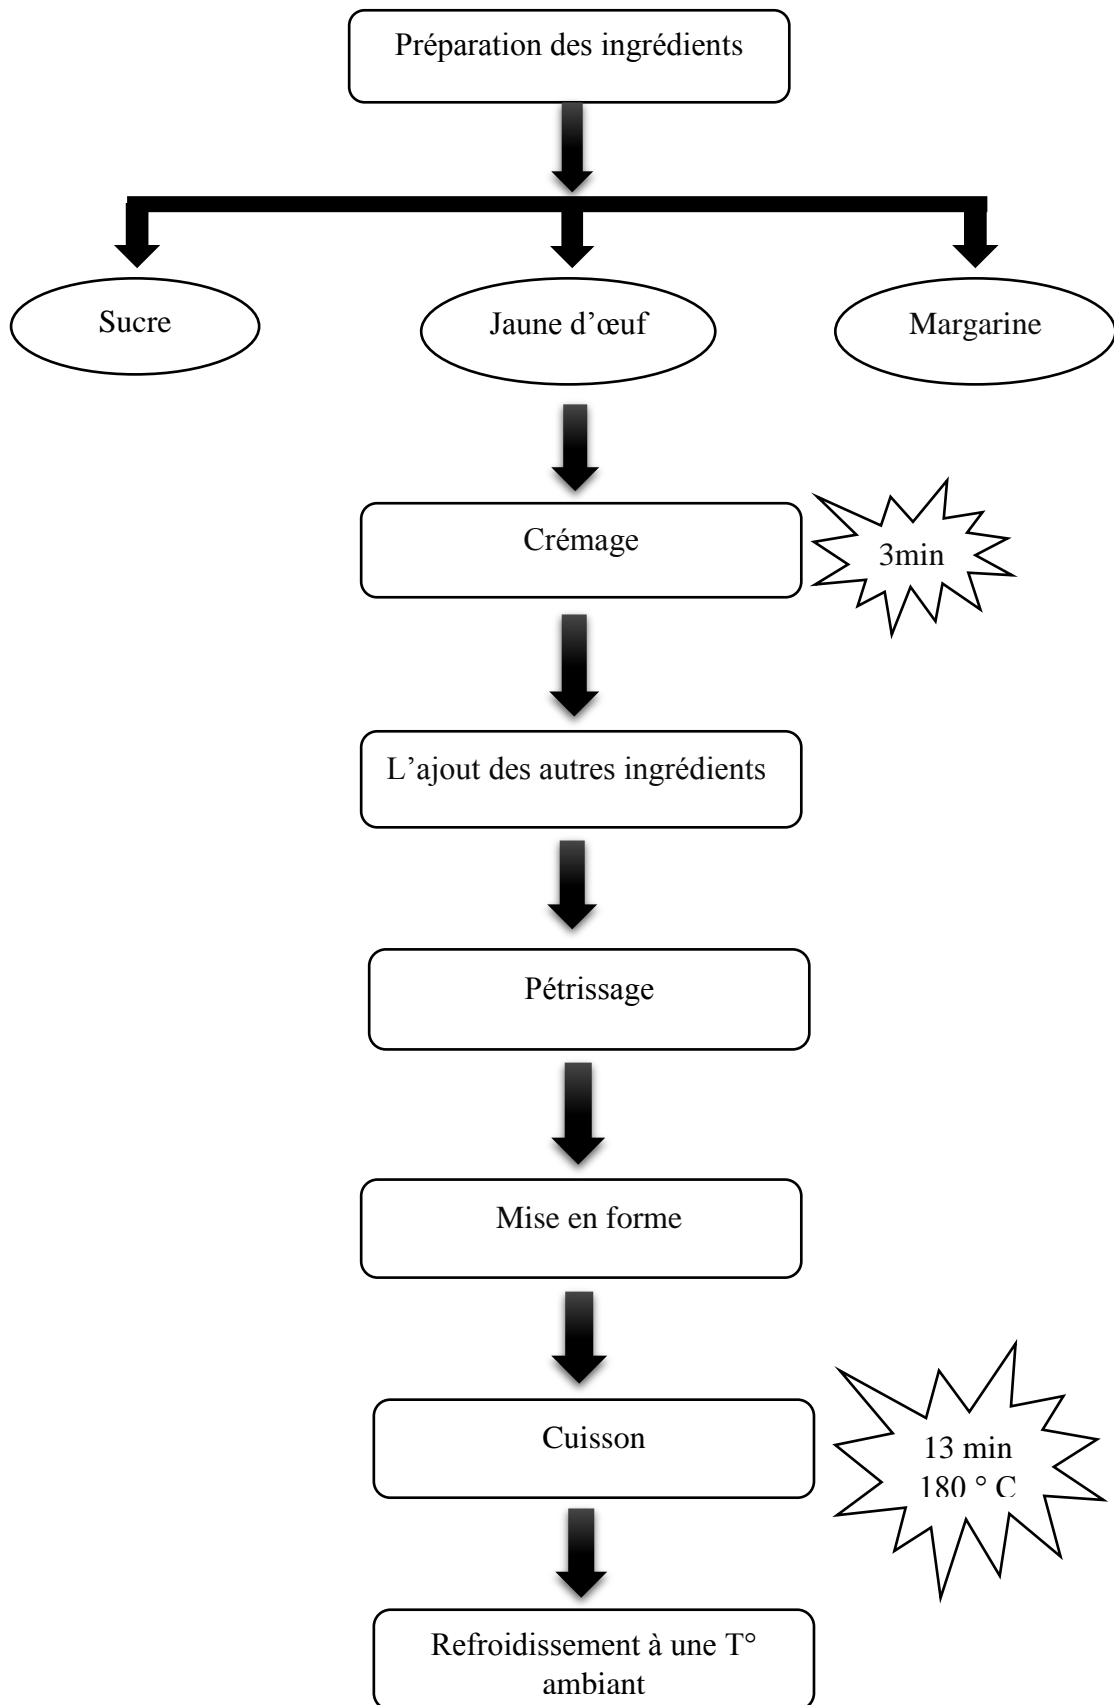 Préparation des ingrédients
Sucre
Jaune d’œuf
Margarine
Crémage
3min
L’ajout des autres ingrédients
Pétrissage
Mise en forme
Cuisson
13 min
180 ° C
Refroidissement à une T°
ambiant